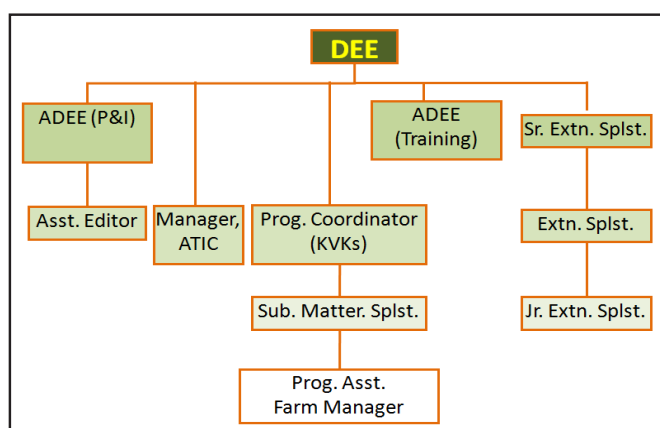 DEE
ADEE (P&I)
ADEE
(Training)
Sr. Extn. Splst.
Asst. Editor
Manager,
ATIC
Prog. Coordinator
(KVKs)
Extn. Splst.
Sub. Matter. Splst.
Jr. Extn. Splst.
Prog. Asst.
Farm Manager